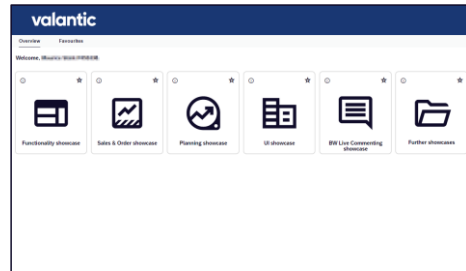 valantic
Overview Favourites
Welcome,
Functionality showcase
Sales & Order showcase
Planning showcase
UI showcase
BW Live Commenting
showcase
Further showcases